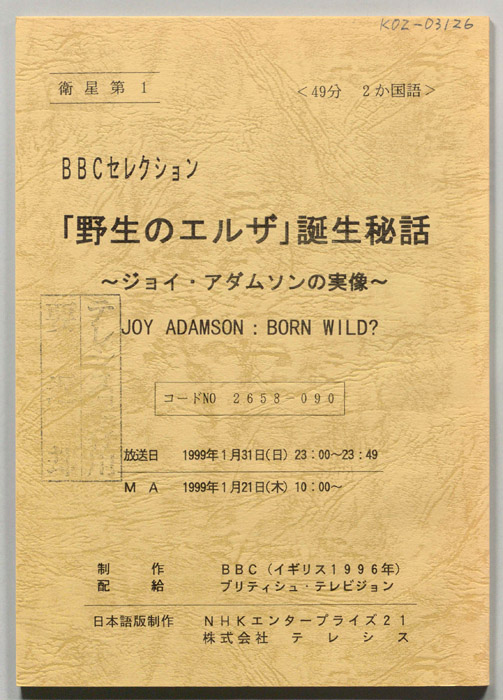 KOZ-03126
衛星第1
<49分 2か国語>
BBCセレクション
「野生のエルザ」誕生秘話
～ジョイ・アダムソンの実像～
JOY ADAMSON : BORN WILD?
コードNO 2658-090
放送日 1999年1月31日(日) 23:00～23:49
MA 1999年1月21日(木) 10:00～
制作 BBC (イギリス1996年)
配給 ブリティシュ・テレビジョン
日本語版制作 NHKエンタープライズ21
株式会社 テレシス